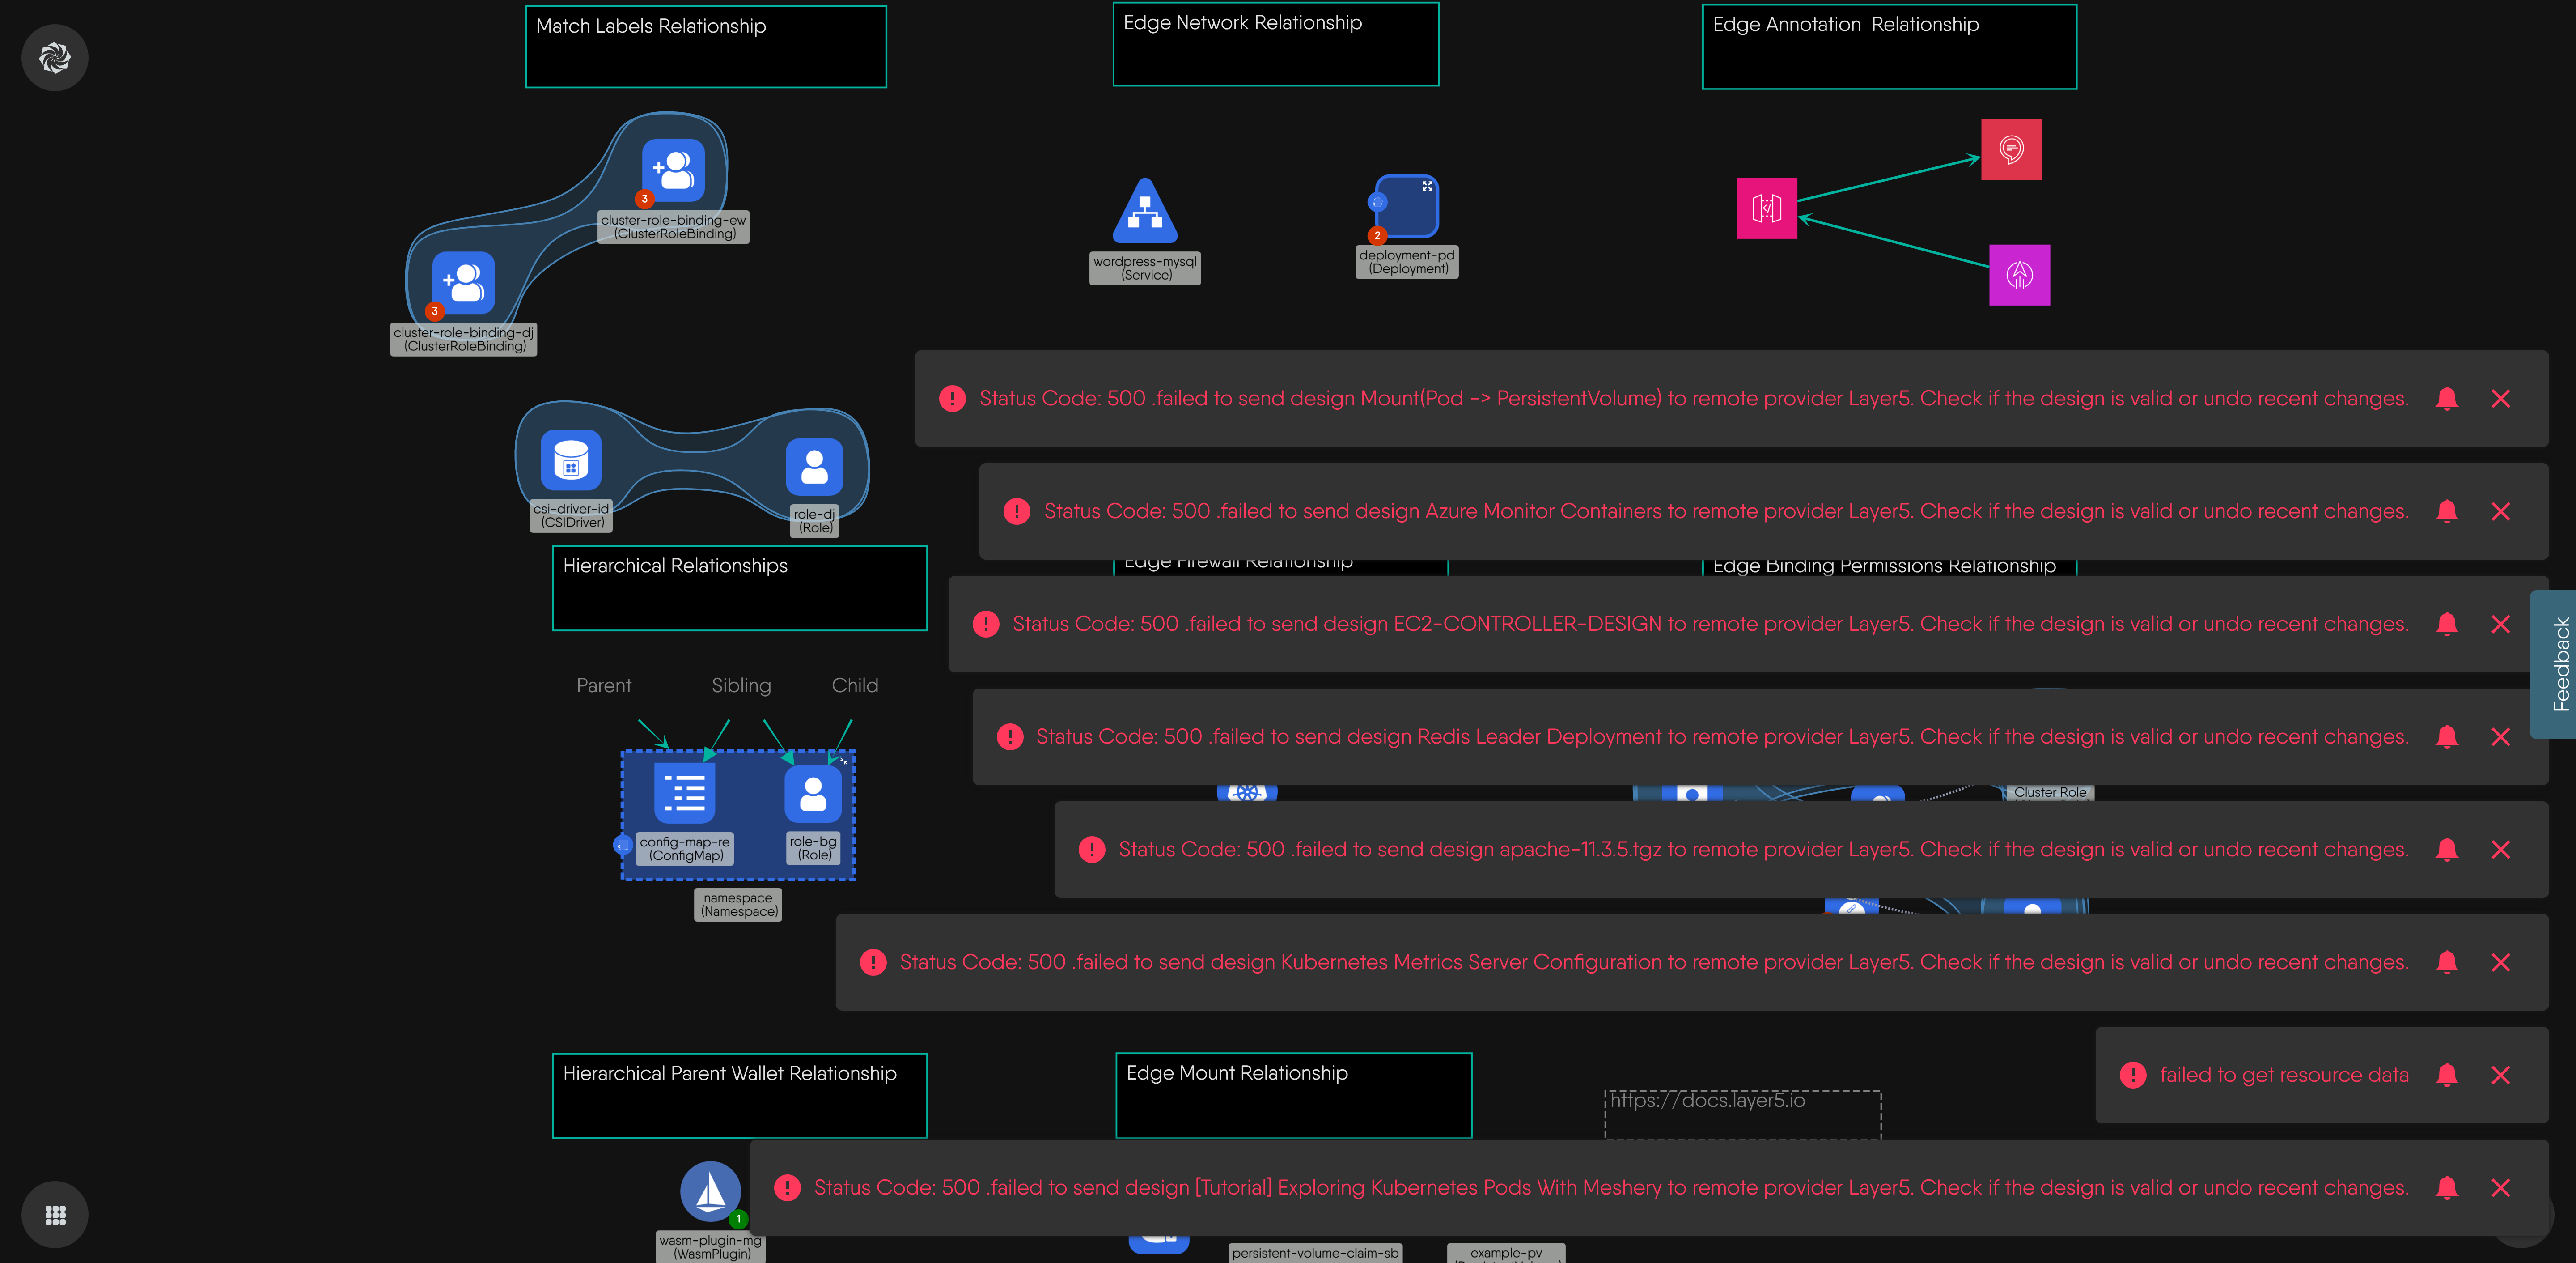 Match Labels Relationship
Edge Network Relationship
Edge Annotation  Relationship
3
cluster-role-binding-ew
(ClusterRoleBinding)
3
cluster-role-binding-dj
(ClusterRoleBinding)
wordpress-mysql
(Service)
2
deployment-pd
(Deployment)
Status Code: 500 .failed to send design Mount(Pod -> PersistentVolume) to remote provider Layer5. Check if the design is valid or undo recent changes.
csi-driver-id
(CSIDriver)
role-dj
(Role)
Status Code: 500 .failed to send design Azure Monitor Containers to remote provider Layer5. Check if the design is valid or undo recent changes.
Hierarchical Relationships
Edge Firewall Relationship
Edge Binding Permissions Relationship
Status Code: 500 .failed to send design EC2-CONTROLLER-DESIGN to remote provider Layer5. Check if the design is valid or undo recent changes.
Feedback
Parent
Sibling
Child
Status Code: 500 .failed to send design Redis Leader Deployment to remote provider Layer5. Check if the design is valid or undo recent changes.
Cluster Role
config-map-re
(ConfigMap)
role-bg
(Role)
Status Code: 500 .failed to send design apache-11.3.5.tgz to remote provider Layer5. Check if the design is valid or undo recent changes.
namespace
(Namespace)
Status Code: 500 .failed to send design Kubernetes Metrics Server Configuration to remote provider Layer5. Check if the design is valid or undo recent changes.
Hierarchical Parent Wallet Relationship
Edge Mount Relationship
failed to get resource data
https://docs.layer5.io
Status Code: 500 .failed to send design [Tutorial] Exploring Kubernetes Pods With Meshery to remote provider Layer5. Check if the design is valid or undo recent changes.
1
wasm-plugin-mg
(WasmPlugin)
persistent-volume-claim-sb
example-pv